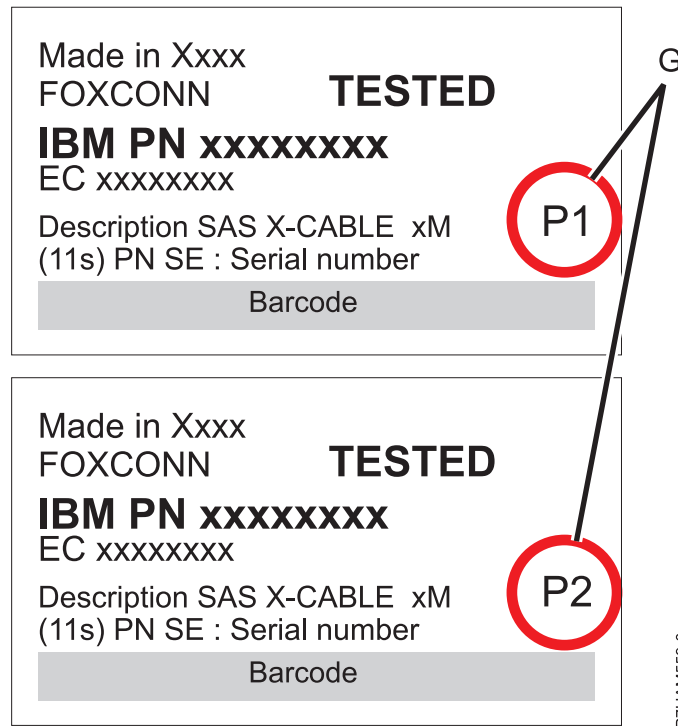 Made in Xxxx
FOXCONN TESTED
IBM PN xxxxxxxx
EC xxxxxxxx
Description SAS X-CABLE xM
(11s) PN SE : Serial number
P1
Barcode
G
Made in Xxxx
FOXCONN TESTED
IBM PN xxxxxxxx
EC xxxxxxxx
Description SAS X-CABLE xM
(11s) PN SE : Serial number
P2
Barcode